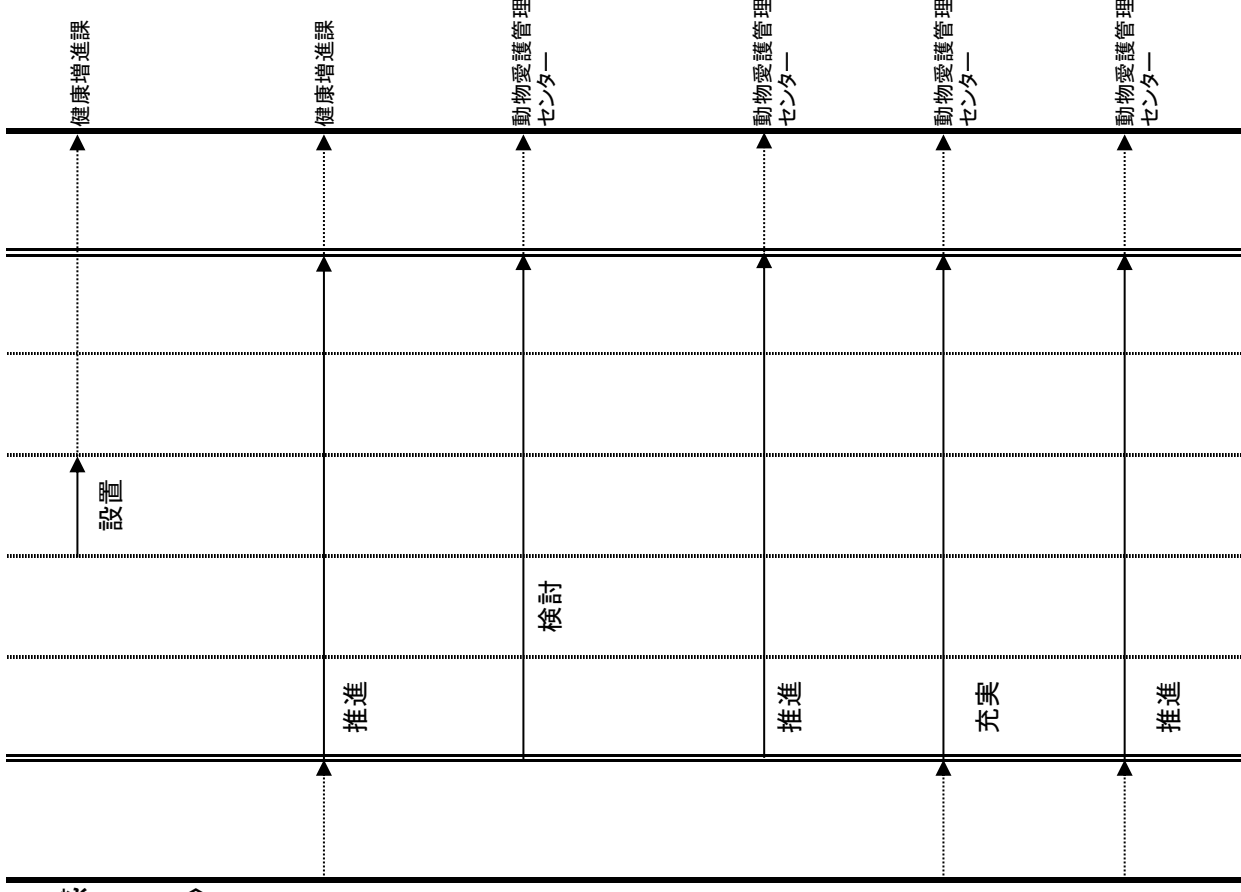 健康増進課
設置
健康増進課
推進
動物愛護管理
センター
検討
動物愛護管理
センター
推進
動物愛護管理
センター
充実
動物愛護管理
センター
推進